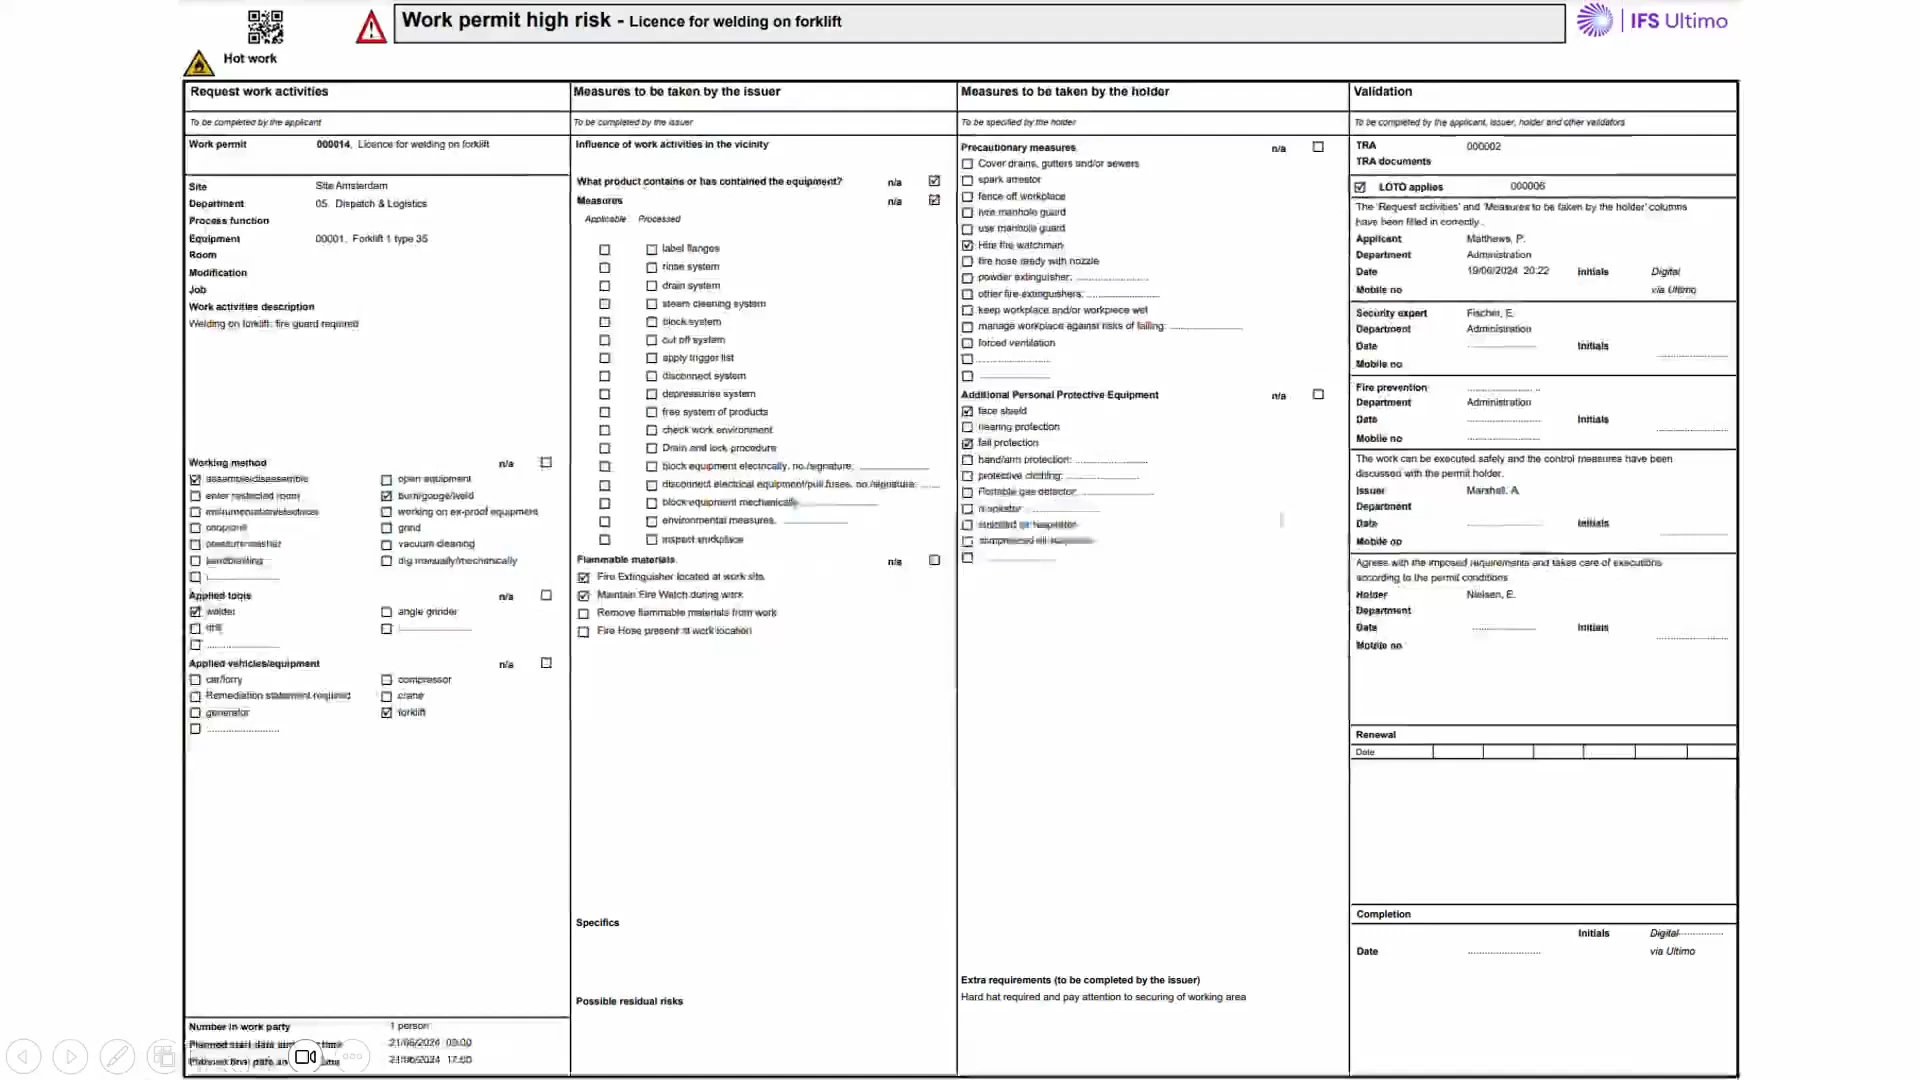 Work permit high risk - Licence for welding on forklift
IFS Ultimo
Hot work
Request work activities
To be completed by the applicant
Work permit 000014, Licence for welding on forklift
Site Site Amsterdam
Department 05. Dispatch & Logistics
Process function
Equipment 00001, Forklift 1 type 35
Room
Modification
Job
Work activities description
Welding on forklift: fire guard required
Working method n/a
assemble/disassemble open equipment
enter restricted room burn/gouge/weld
working on ex-proof equipment
grind
vacuum cleaning
dig manually/mechanically
Applied tools n/a
welder angle grinder
drill
Applied vehicles/equipment n/a
car/lorry compressor
Remediation statement required crane
generator forklift
Number in work party 1 person
Planned start date 21/06/2024 08:00
21/06/2024 17:00
Measures to be taken by the issuer
To be completed by the issuer
Influence of work activities in the vicinity
What product contains or has contained the equipment? n/a
Measures n/a
Applicable Processed
label flanges
rinse system
drain system
steam cleaning system
block system
cut off system
apply trigger list
disconnect system
depressurise system
free system of products
check work environment
Drain and lock procedure
block equipment electrically, no./signature:
disconnect electrical equipment/pull fuses, no./signature:
block equipment mechanically
environmental measures,
inspect workplace
Flammable materials n/a
Fire Extinguisher located at work site
Maintain Fire Watch during work
Remove flammable materials from work
Fire Hose present at work location
Specifics
Possible residual risks
Measures to be taken by the holder
To be specified by the holder
Precautionary measures n/a
Cover drains, gutters and/or sewers
spark arrestor
fence off workplace
hire manhole guard
use manhole guard
Hire fire watchman
fire hose ready with nozzle
powder extinguisher:
other fire extinguishers:
keep workplace and/or workpiece wet
manage workplace against risks of falling:
forced ventilation
Additional Personal Protective Equipment n/a
face shield
hearing protection
fall protection
hand/arm protection:
protective clothing:
Portable gas detector:
Extra requirements (to be completed by the issuer)
Hard hat required and pay attention to securing of working area
Validation
To be completed by the applicant, issuer, holder and other validators
TRA 000002
TRA documents
LOTO applies 000006
The 'Request activities' and 'Measures to be taken by the holder' columns
have been filled in correctly.
Applicant Matthews, P.
Department Administration
Date 19/06/2024 20:22 Initials Digital
Mobile no via Ultimo
Security expert Fischer, E.
Department Administration
Date Initials
Mobile no
Fire prevention
Department Administration
Date Initials
Mobile no
The work can be executed safely and the control measures have been
discussed with the permit holder.
Issuer Marshall, A.
Department
Date Initials
Mobile no
Agrees with the imposed requirements and takes care of executions
according to the permit conditions
Holder Nielsen, E.
Department
Date Initials
Mobile no
Renewal
Date
Completion
Initials Digital
Date via Ultimo